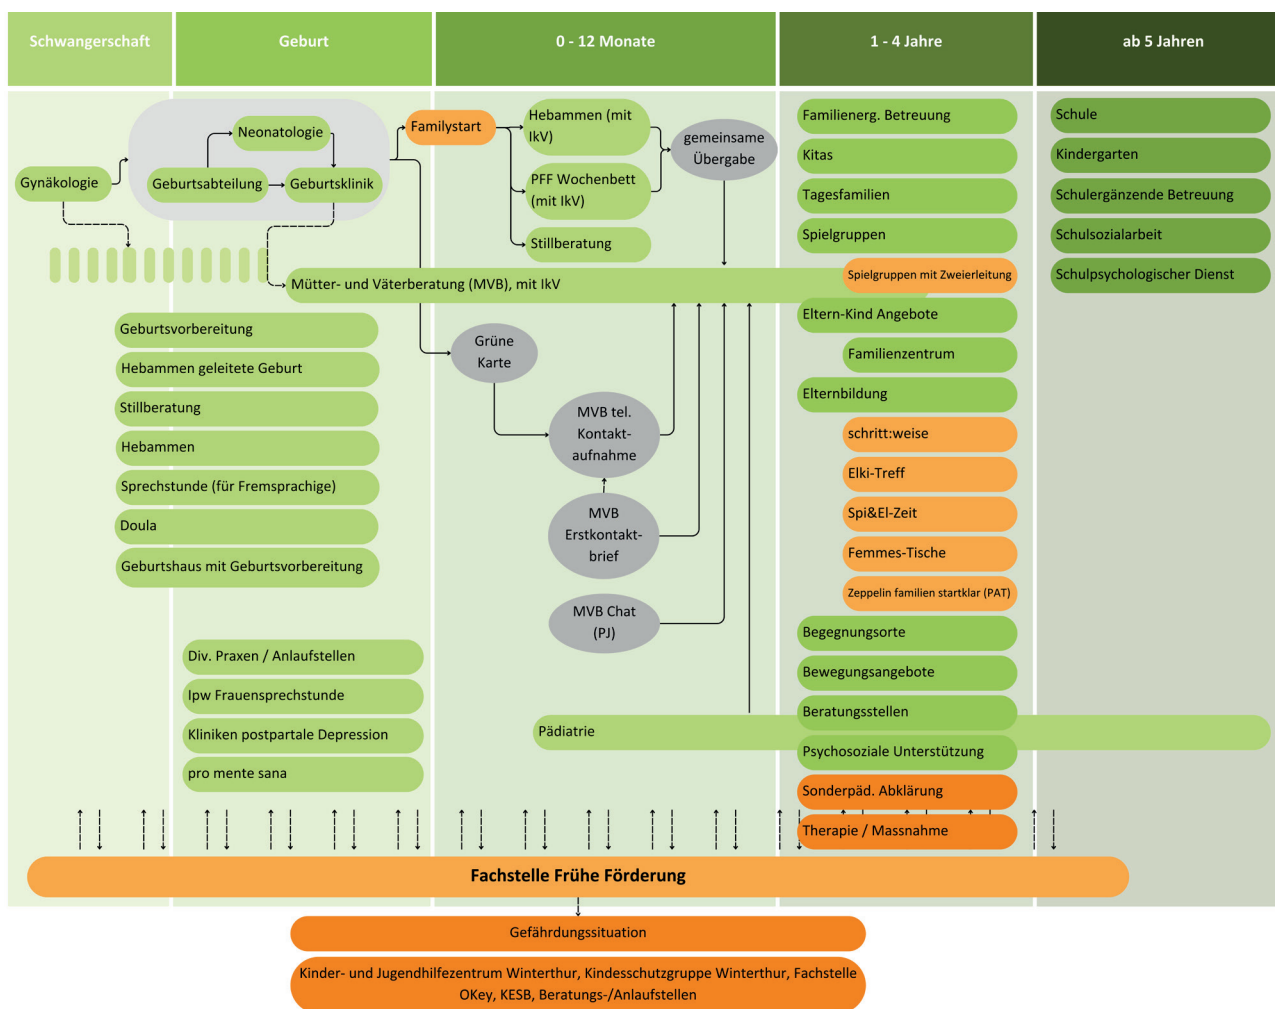 Schwangerschaft
Geburt
0 - 12 Monate
1 - 4 Jahre
ab 5 Jahren
Gynäkologie
Neonatologie
Geburtsabteilung
Geburtsklinik
Familystart
Hebammen (mit
IkV)
PFF Wochenbett
(mit IkV)
Stillberatung
gemeinsame
Übergabe
Mütter- und Väterberatung (MVB), mit IkV
Geburtsvorbereitung
Hebammen geleitete Geburt
Stillberatung
Hebammen
Sprechstunde (für Fremsprachige)
Doula
Geburtshaus mit Geburtsvorbereitung
Div. Praxen / Anlaufstellen
Ipw Frauensprechstunde
Kliniken postpartale Depression
pro mente sana
Grüne
Karte
MVB tel.
Kontakt-
aufnahme
MVB
Erstkontakt-
brief
MVB Chat
(PJ)
Pädiatrie
Familienerg. Betreuung
Kitas
Tagesfamilien
Spielgruppen
Spielgruppen mit Zweierleitung
Eltern-Kind Angebote
Familienzentrum
Elternbildung
schritt:weise
Elki-Treff
Spi&El-Zeit
Femmes-Tische
Zeppelin familien startklar (PAT)
Begegnungsorte
Bewegungsangebote
Beratungsstellen
Psychosoziale Unterstützung
Sonderpäd. Abklärung
Therapie / Massnahme
Schule
Kindergarten
Schulergänzende Betreuung
Schulsozialarbeit
Schulpsychologischer Dienst
Fachstelle Frühe Förderung
Gefährdungssituation
Kinder- und Jugendhilfezentrum Winterthur, Kindesschutzgruppe Winterthur, Fachstelle
OKey, KESB, Beratungs-/Anlaufstellen